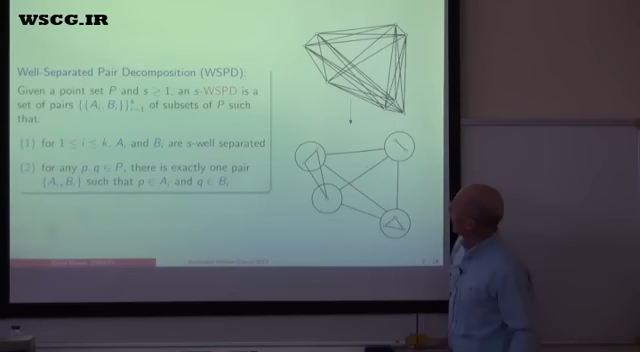 WSCG.IR
Well-Separated Pair Decomposition (WSPD):
Given a point set P and s ≥ 1, an s-WSPD is a
set of pairs {{Aᵢ, Bᵢ}}ᵏᵢ₌₁ of subsets of P such
that:
(1) for 1 ≤ i ≤ k, Aᵢ and Bᵢ are s-well separated
(2) for any p, q ∈ P, there is exactly one pair
{Aᵢ, Bᵢ} such that p ∈ Aᵢ and q ∈ Bᵢ